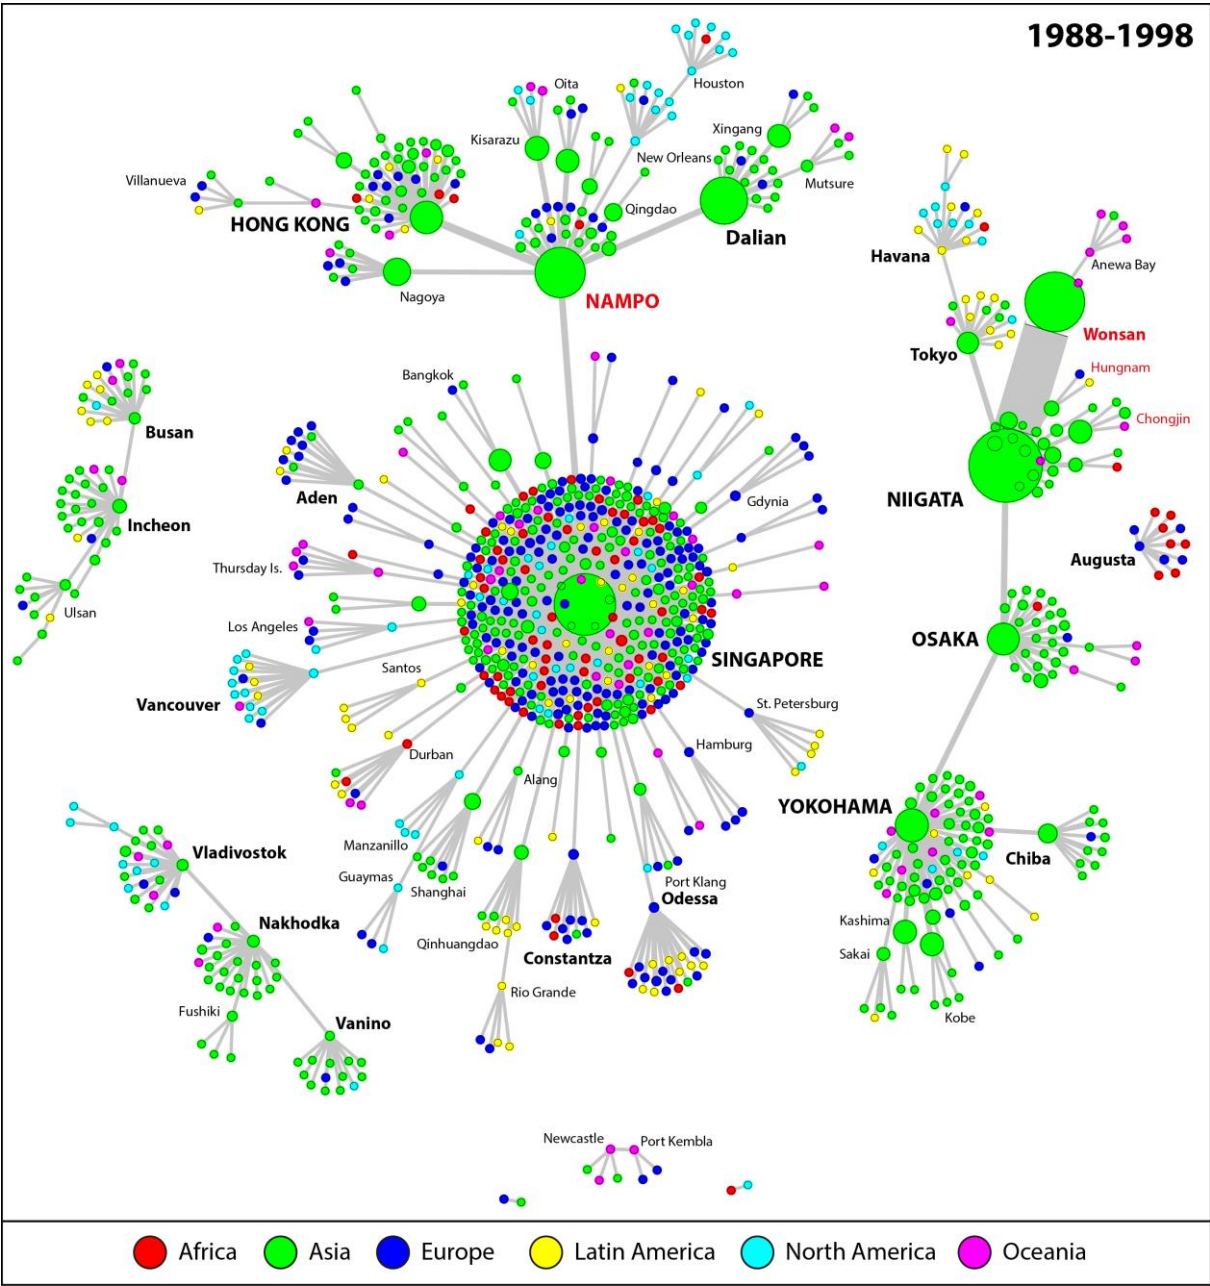 1988-1998
Houston
Oita
Kisarazu
Xingang
New Orleans
Mutsure
Villanueva
Qingdao
HONG KONG
Dalian
Havana
Anewa Bay
Nagoya
NAMPO
Wonsan
Tokyo
Hungnam
Bangkok
Chongjin
Busan
Aden
Gdynia
NIIGATA
Incheon
Augusta
Thursday Is.
Ulsan
Los Angeles
OSAKA
SINGAPORE
Santos
Vancouver
St. Petersburg
Hamburg
Durban
Alang
YOKOHAMA
Manzanillo
Vladivostok
Chiba
Guaymas
Shanghai
Port Klang
Odessa
Kashima
Nakhodka
Qinhuangdao
Constantza
Sakai
Rio Grande
Fushiki
Vanino
Kobe
Newcastle
Port Kembla
Africa
Asia
Europe
Latin America
North America
Oceania